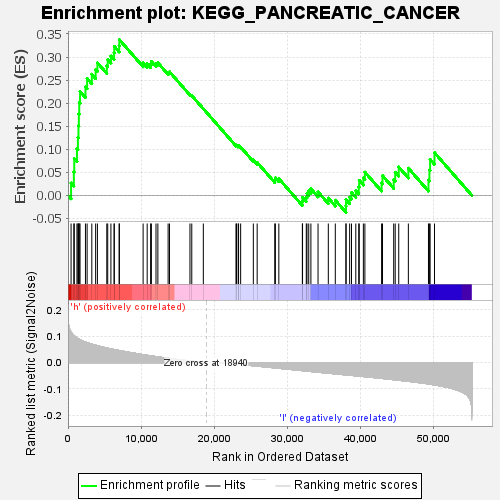 Enrichment plot: KEGG_PANCREATIC_CANCER
Enrichment score (ES)
0.35
0.30
0.25
0.20
0.15
0.10
0.05
0.00
-0.05
'h' (positively correlated)
Ranked list metric (Signal2Noise)
0.2
0.1
0.0
-0.1
-0.2
Zero cross at 18940
'l' (negatively correlated)
0
10,000
20,000
30,000
40,000
50,000
Rank in Ordered Dataset
Enrichment profile
Hits
Ranking metric scores